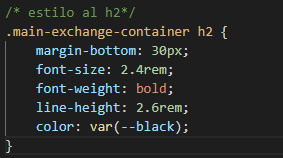 /* estilo al h2*/
.main-exchange-container h2 {
    margin-bottom: 30px;
    font-size: 2.4rem;
    font-weight: bold;
    line-height: 2.6rem;
    color: var(--black);
}